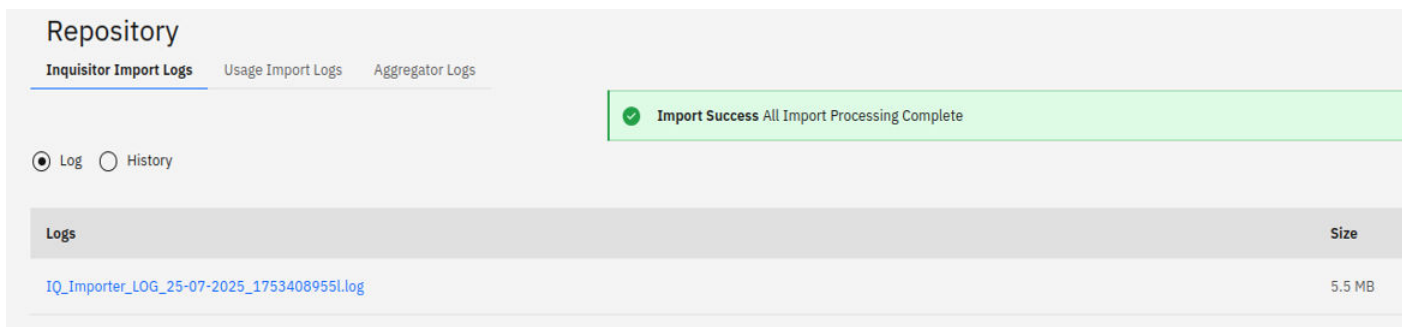 Repository
Inquisitor Import Logs Usage Import Logs Aggregator Logs
Import Success All Import Processing Complete
Log History
Logs Size
IQ_Importer_LOG_25-07-2025_1753408955l.log 5.5 MB